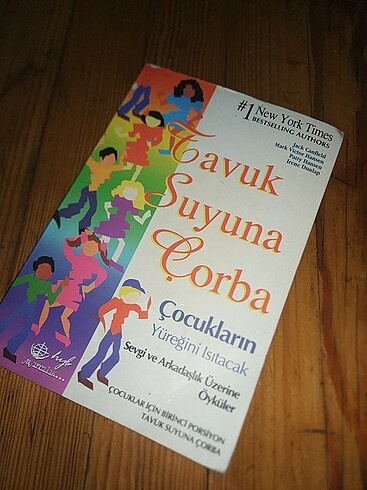 #1 New York Times
BESTSELLING AUTHORS
Jack Canfield
Mark Victor Hansen
Patty Hansen
Irene Dunlap
Tavuk
Suyuna
Çorba
Çocukların
Yüreğini Isıtacak
Sevgi ve Arkadaşlık Üzerine
Öyküler
ÇOCUKLAR İÇİN BİRİNCİ PORSİYON
TAVUK SUYUNA ÇORBA